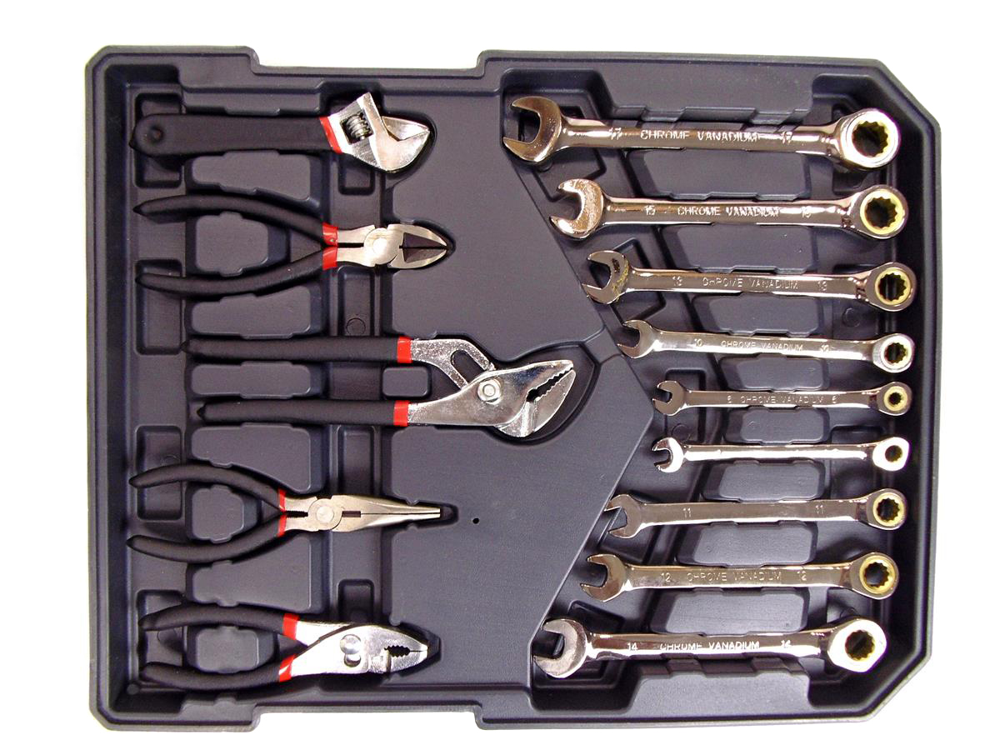 17 CHROME VANADIUM 17
15 CHROME VANADIUM 15
13 CHROME VANADIUM 13
10 CHROME VANADIUM
CHROME VANADIUM
11 11
12 CHROME VANADIUM 12
14 CHROME VANADIUM 14